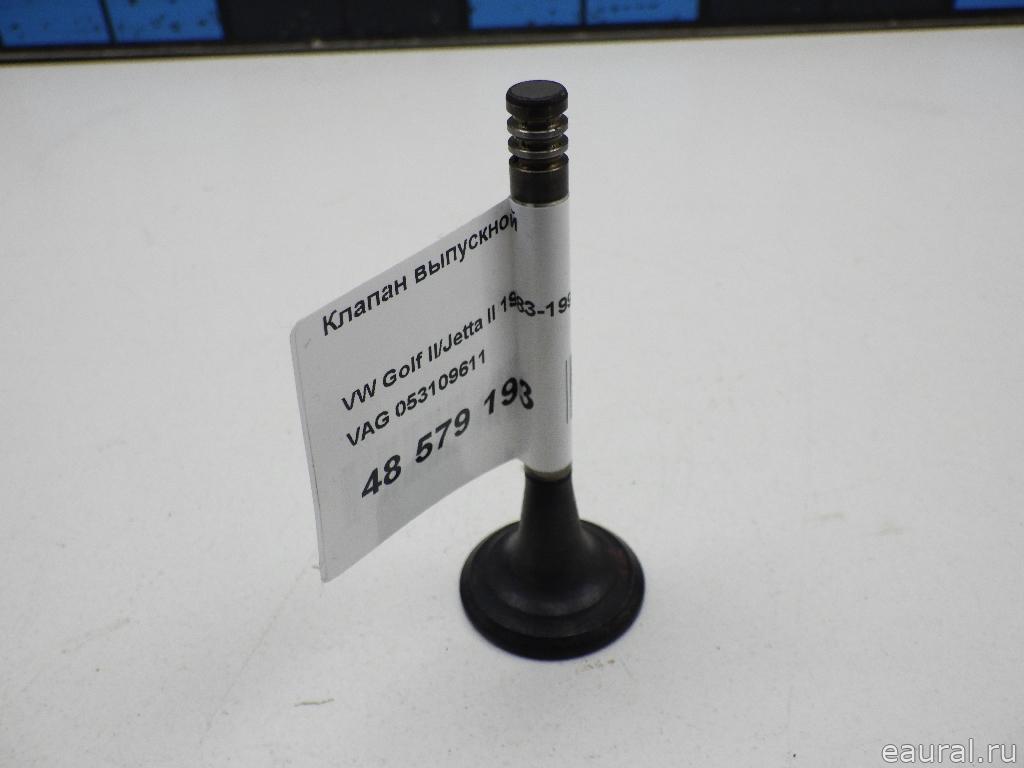 Клапан выпускной
VW Golf II/Jetta II 1983-199
VAG 053109611
48 579 193
eaural.ru